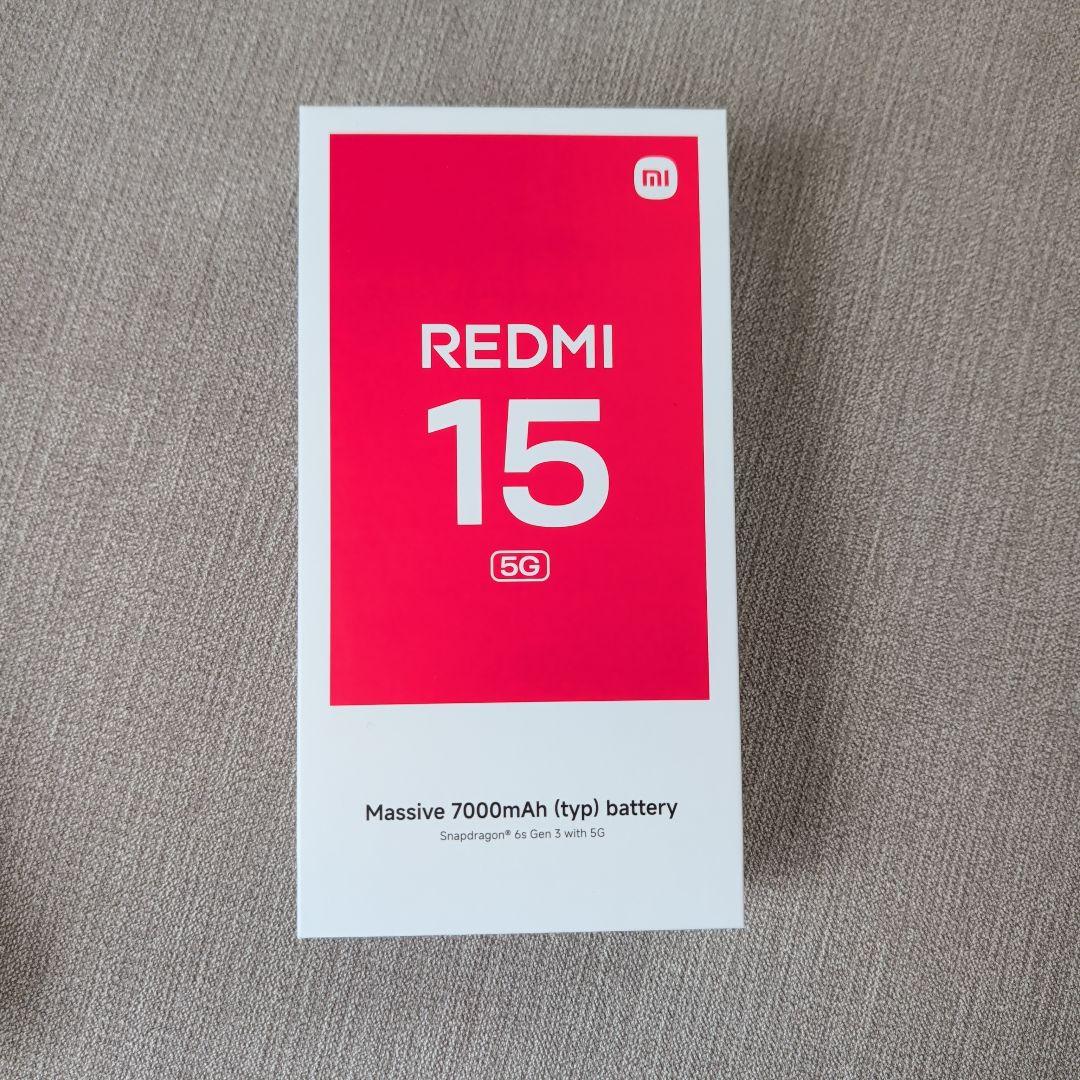 mi
REDMI
15
5G
Massive 7000mAh (typ) battery
Snapdragon® 6s Gen 3 with 5G